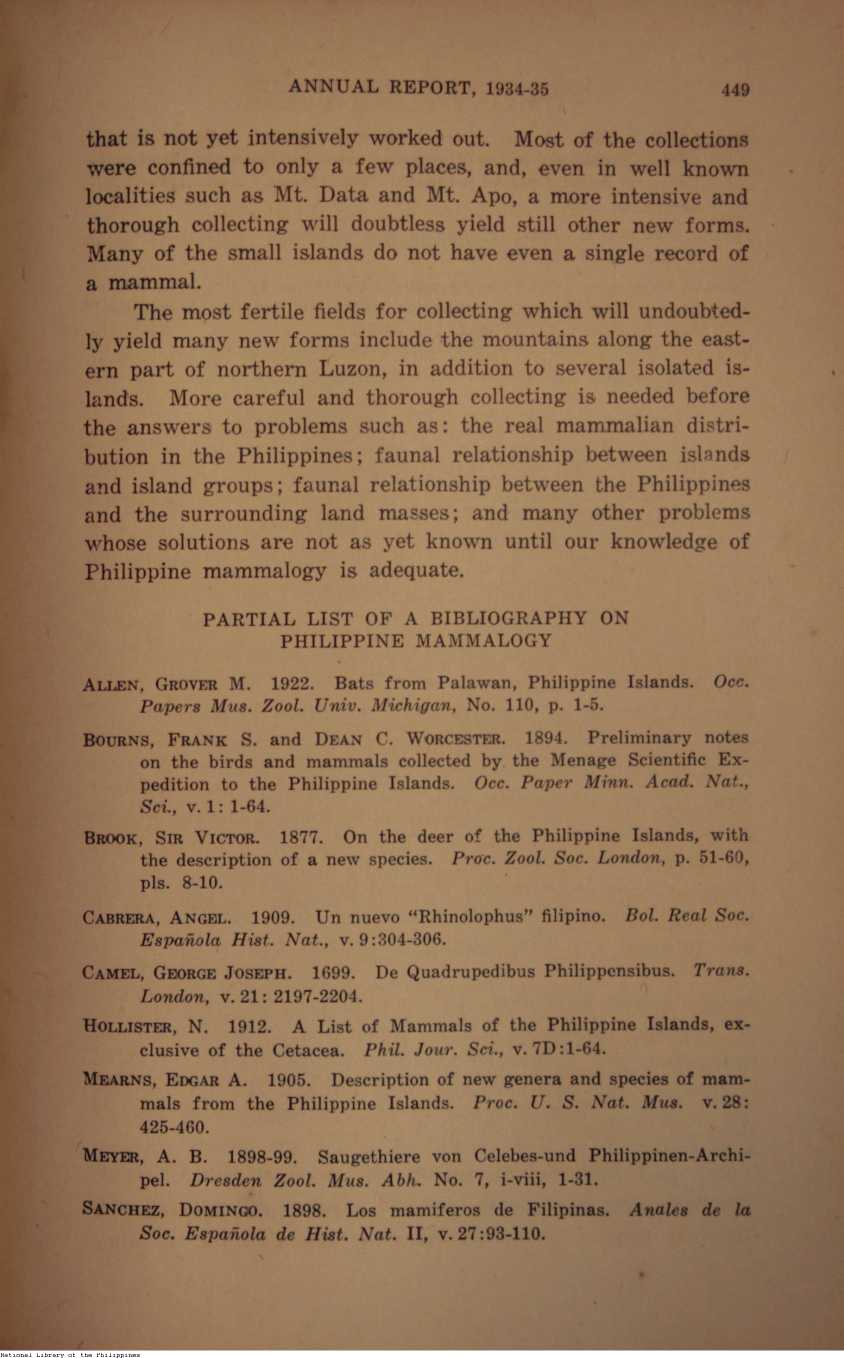 ANNUAL REPORT, 1934-35 449
that is not yet intensively worked out. Most of the collections
were confined to only a few places, and, even in well known
localities such as Mt. Data and Mt. Apo, a more intensive and
thorough collecting will doubtless yield still other new forms.
Many of the small islands do not have even a single record of
a mammal.
The most fertile fields for collecting which will undoubted-
ly yield many new forms include the mountains along the east-
ern part of northern Luzon, in addition to several isolated is-
lands. More careful and thorough collecting is needed before
the answers to problems such as: the real mammalian distri-
bution in the Philippines; faunal relationship between islands
and island groups; faunal relationship between the Philippines
and the surrounding land masses; and many other problems
whose solutions are not as yet known until our knowledge of
Philippine mammalogy is adequate.
PARTIAL LIST OF A BIBLIOGRAPHY ON
PHILIPPINE MAMMALOGY
ALLEN, GROVER M. 1922. Bats from Palawan, Philippine Islands. Occ.
Papers Mus. Zool. Univ. Michigan, No. 110, p. 1-5.
BOURNS, FRANK S. and DEAN C. WORCESTER. 1894. Preliminary notes
on the birds and mammals collected by the Menage Scientific Ex-
pedition to the Philippine Islands. Occ. Paper Minn. Acad. Nat.,
Sci., v. 1: 1-64.
BROOK, SIR VICTOR. 1877. On the deer of the Philippine Islands, with
the description of a new species. Proc. Zool. Soc. London, p. 51-60,
pls. 8-10.
CABRERA, ANGEL. 1909. Un nuevo “Rhinolophus” filipino. Bol. Real Soc.
Española Hist. Nat., v. 9:304-306.
CAMEL, GEORGE JOSEPH. 1699. De Quadrupedibus Philippensibus. Trans.
London, v. 21: 2197-2204.
HOLLISTER, N. 1912. A List of Mammals of the Philippine Islands, ex-
clusive of the Cetacea. Phil. Jour. Sci., v. 7D:1-64.
MEARNS, EDGAR A. 1905. Description of new genera and species of mam-
mals from the Philippine Islands. Proc. U. S. Nat. Mus. v. 28:
425-460.
MEYER, A. B. 1898-99. Saugethiere von Celebes-und Philippinen-Archi-
pel. Dresden Zool. Mus. Abh. No. 7, i-viii, 1-31.
SANCHEZ, DOMINGO. 1898. Los mamiferos de Filipinas. Anales de la
Soc. Española de Hist. Nat. II, v. 27:93-110.
National Library of the Philippines